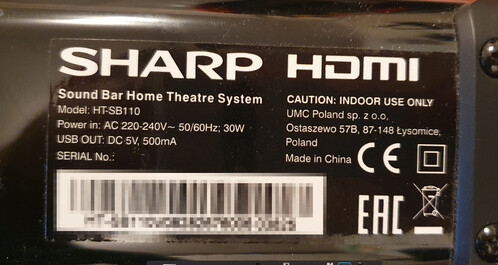 SHARP HDMI
Sound Bar Home Theatre System
Model: HT-SB110
Power in: AC 220-240V~ 50/60Hz; 30W
USB OUT: DC 5V, 500mA
SERIAL No.:
CAUTION: INDOOR USE ONLY
UMC Poland sp. z o.o,
Ostaszewo 57B, 87-148 Łysomice,
Poland
Made in China CE
EAC